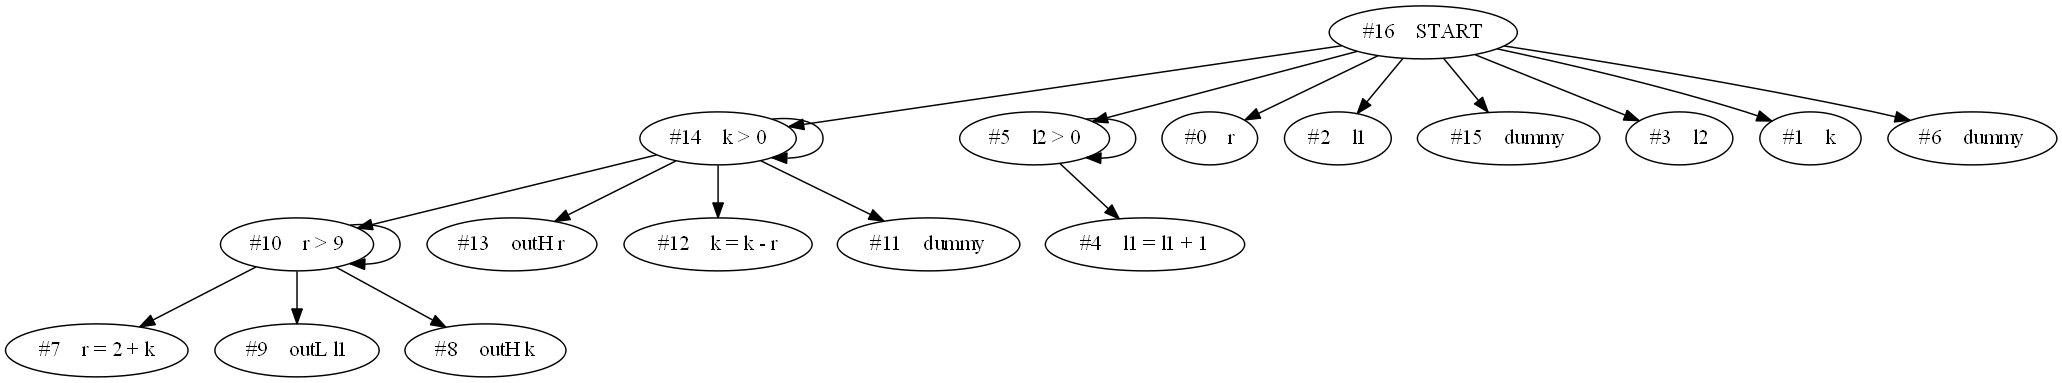 #16 START
#14 k > 0
#5 l2 > 0
#0 r
#2 l1
#15 dummy
#3 l2
#1 k
#6 dummy
#10 r > 9
#13 outH r
#12 k = k - r
#11 dummy
#4 l1 = l1 + 1
#7 r = 2 + k
#9 outL l1
#8 outH k